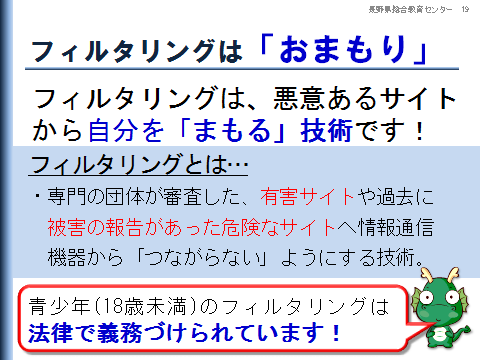 長野県総合教育センター 19
フィルタリングは「おまもり」
フィルタリングは、悪意あるサイト
から自分を「まもる」技術です！
フィルタリングとは…
・専門の団体が審査した、有害サイトや過去に
被害の報告があった危険なサイトへ情報通信
機器から「つながらない」ようにする技術。
青少年(18歳未満)のフィルタリングは
法律で義務づけられています！